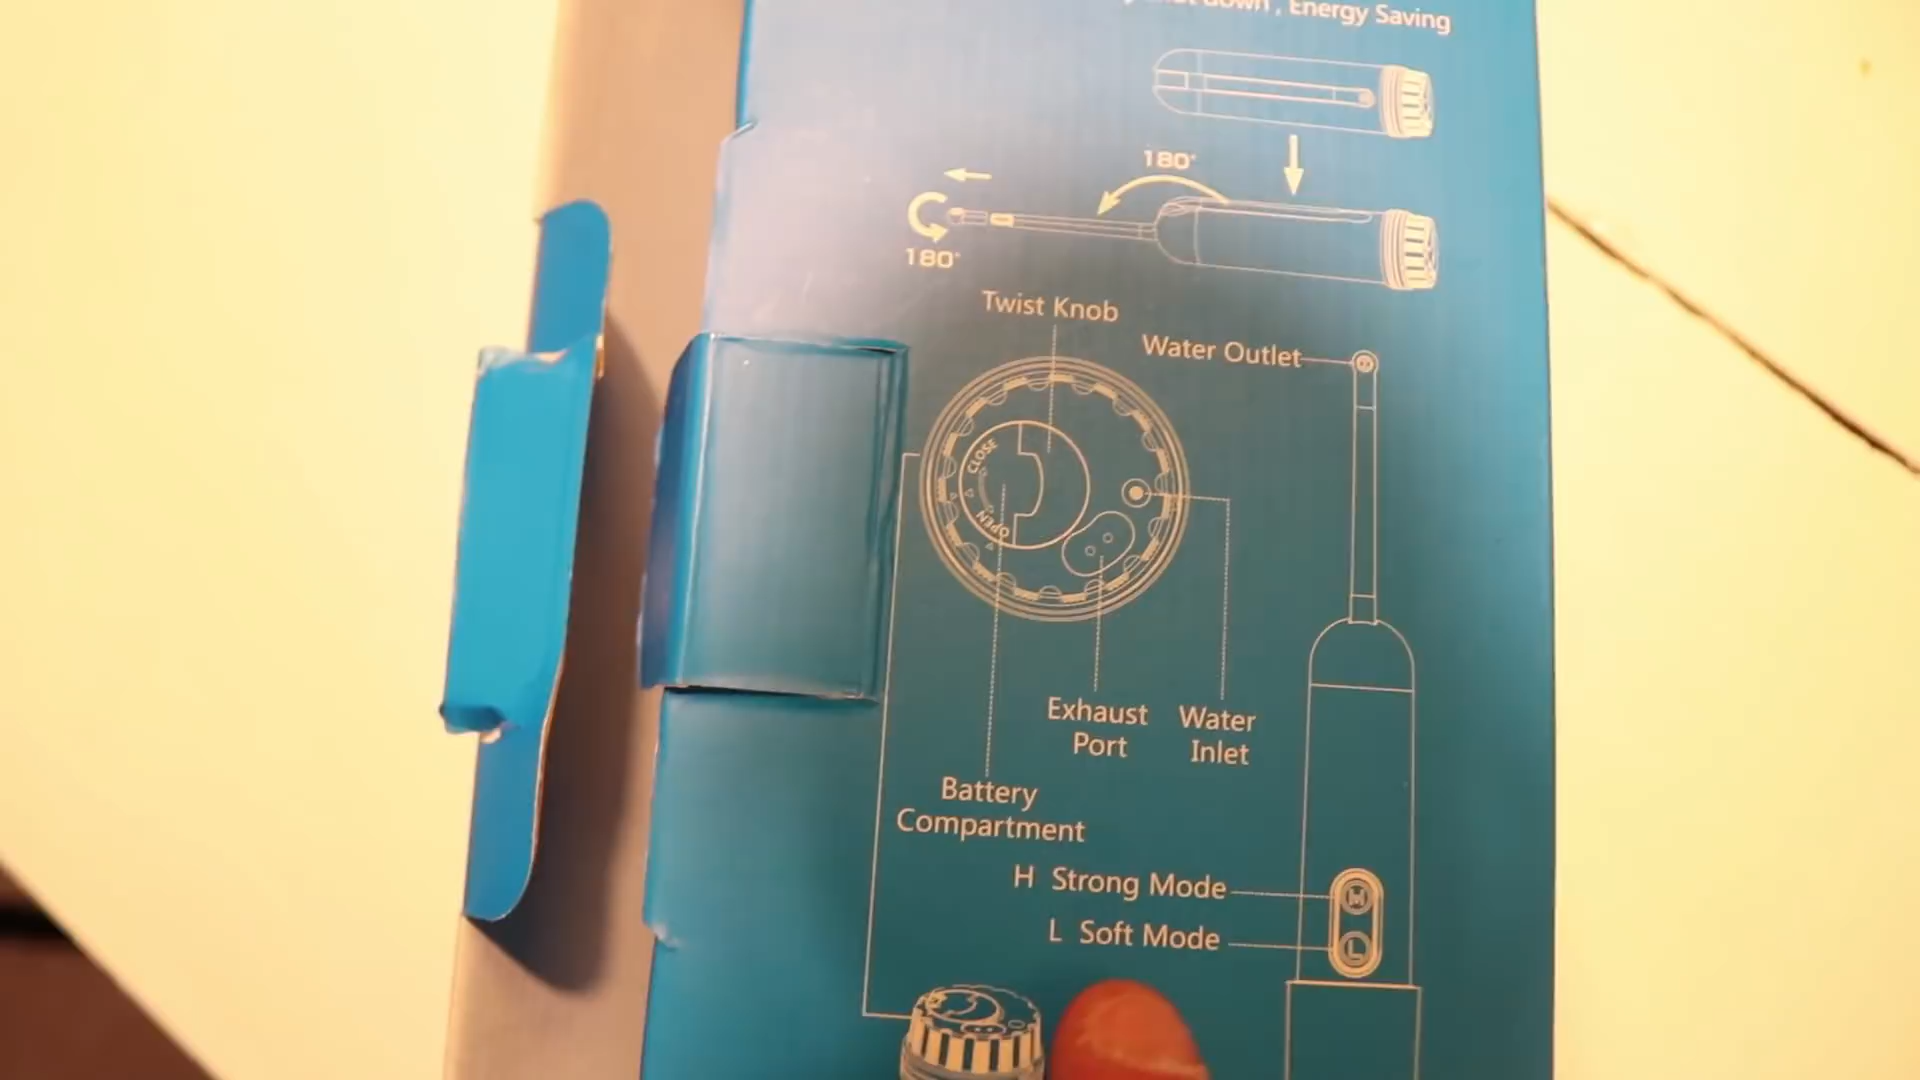 down , Energy Saving
180°
180°
Twist Knob
Water Outlet
CLOSE
OPEN
Exhaust
Port
Water
Inlet
Battery
Compartment
H Strong Mode
L Soft Mode
H
L